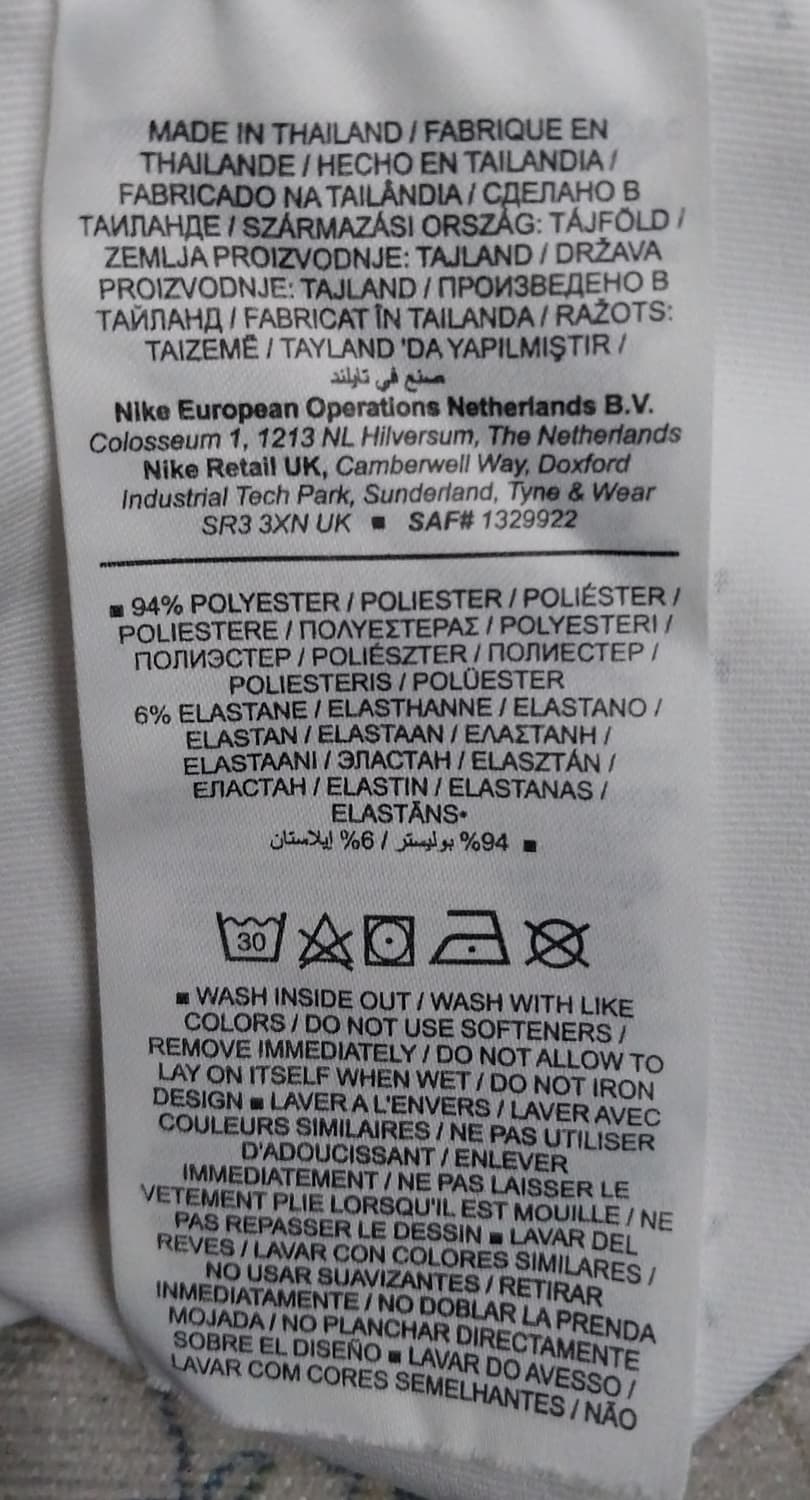 MADE IN THAILAND / FABRIQUE EN
THAILANDE / HECHO EN TAILANDIA /
FABRICADO NA TAILÂNDIA / СДЕЛАНО В
ТАИЛАНДЕ / SZÁRMAZÁSI ORSZÁG: TÁJFÖLD /
ZEMLJA PROIZVODNJE: TAJLAND / DRŽAVA
PROIZVODNJE: TAJLAND / ПРОИЗВЕДЕНО В
ТАЙЛАНД / FABRICAT ÎN TAILANDA / RAŽOTS:
TAIZEMĒ / TAYLAND 'DA YAPILMIŞTIR /
صنع في تايلند
Nike European Operations Netherlands B.V.
Colosseum 1, 1213 NL Hilversum, The Netherlands
Nike Retail UK, Camberwell Way, Doxford
Industrial Tech Park, Sunderland, Tyne & Wear
SR3 3XN UK ■ SAF# 1329922
■ 94% POLYESTER / POLIESTER / POLIÉSTER /
POLIESTERE / ΠΟΛΥΕΣΤΕΡΑΣ / POLYESTERI /
ПОЛИЭСТЕР / POLIÉSZTER / ПОЛИЕСТЕР /
POLIESTERIS / POLÜESTER
6% ELASTANE / ELASTHANNE / ELASTANO /
ELASTAN / ELASTAAN / ΕΛΑΣΤΑΝΗ /
ELASTAANI / ЭЛАСТАН / ELASZTÁN /
ЕЛАСТАН / ELASTIN / ELASTANAS /
ELASTĀNS•
■ 94% بوليستر / 6% إيلاستان
30
■ WASH INSIDE OUT / WASH WITH LIKE
COLORS / DO NOT USE SOFTENERS /
REMOVE IMMEDIATELY / DO NOT ALLOW TO
LAY ON ITSELF WHEN WET / DO NOT IRON
DESIGN ■ LAVER A L'ENVERS / LAVER AVEC
COULEURS SIMILAIRES / NE PAS UTILISER
D'ADOUCISSANT / ENLEVER
IMMEDIATEMENT / NE PAS LAISSER LE
VETEMENT PLIE LORSQU'IL EST MOUILLE / NE
PAS REPASSER LE DESSIN ■ LAVAR DEL
REVES / LAVAR CON COLORES SIMILARES /
NO USAR SUAVIZANTES / RETIRAR
INMEDIATAMENTE / NO DOBLAR LA PRENDA
MOJADA / NO PLANCHAR DIRECTAMENTE
SOBRE EL DISEÑO ■ LAVAR DO AVESSO /
LAVAR COM CORES SEMELHANTES / NÃO